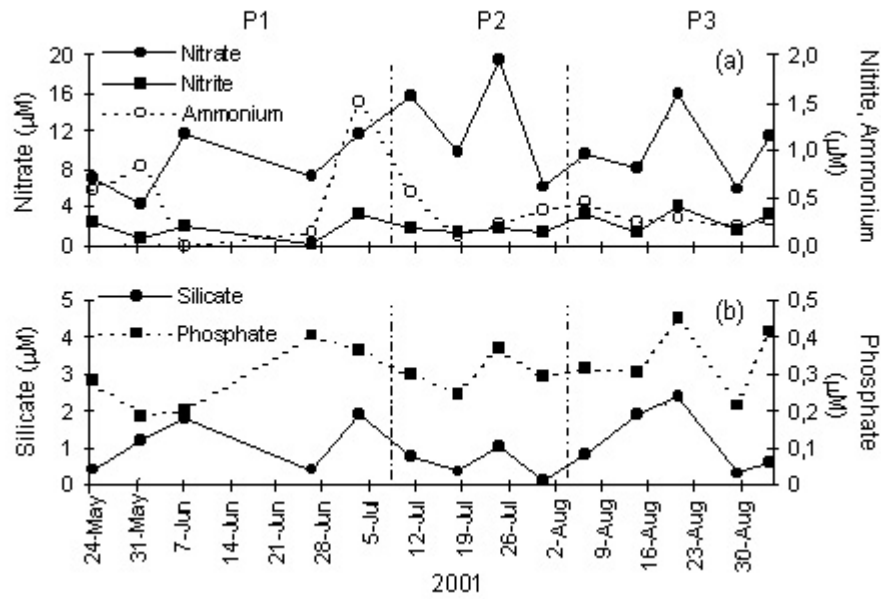 P1 P2 P3
(a)
Nitrate
Nitrite
Ammonium
Nitrate (µM)
20
16
12
8
4
0
2,0
1,5
1,0
0,5
0,0
Nitrite, Ammonium
(µM)
(b)
Silicate
Phosphate
Silicate (µM)
5
4
3
2
1
0
0,5
0,4
0,3
0,2
0,1
0
Phosphate
(µM)
24-May
31-May
7-Jun
14-Jun
21-Jun
28-Jun
5-Jul
12-Jul
19-Jul
26-Jul
2-Aug
9-Aug
16-Aug
23-Aug
30-Aug
2001